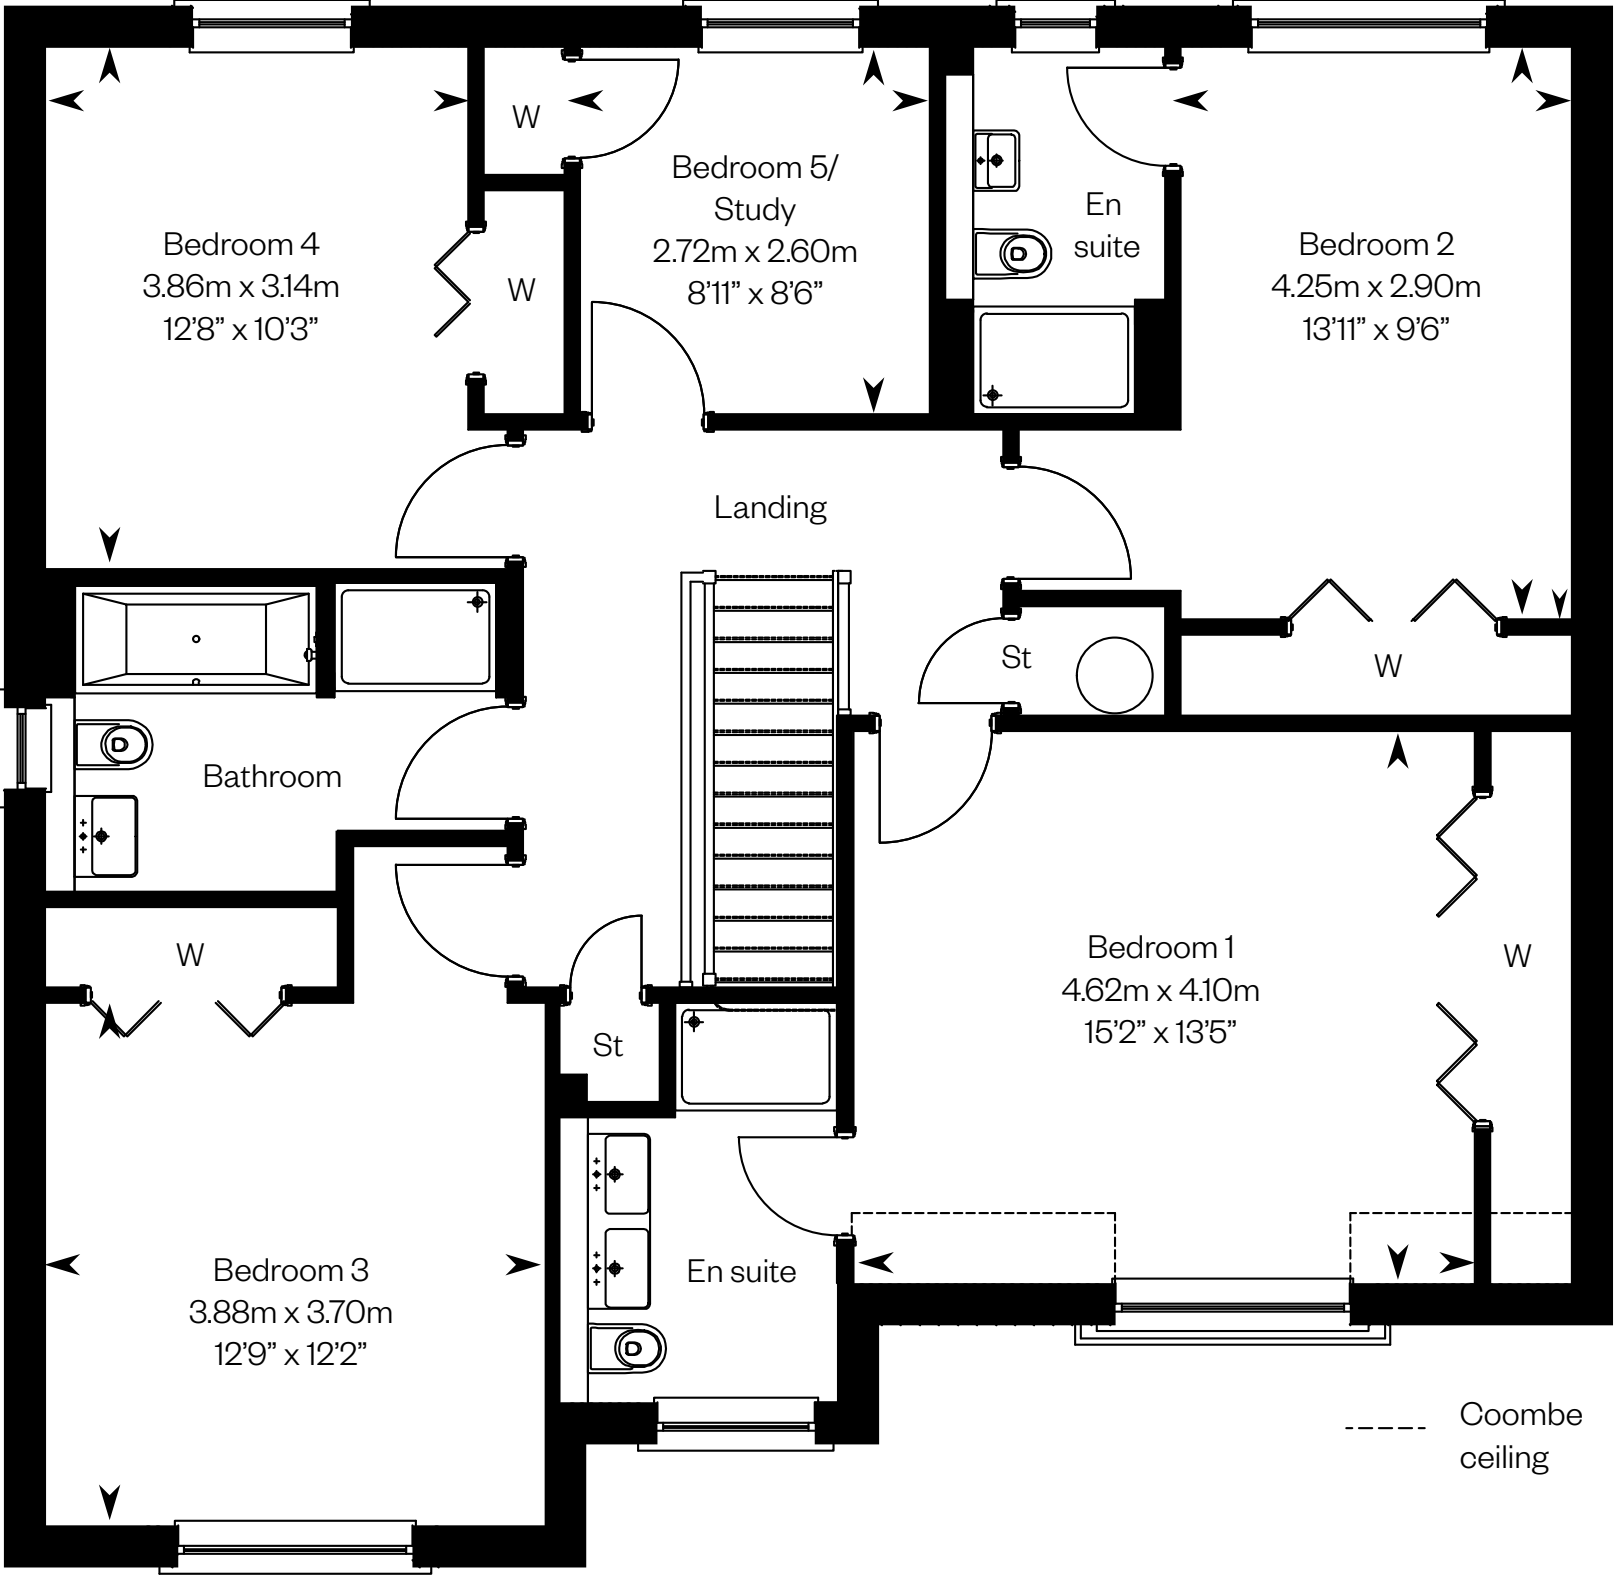 W
Bedroom 5/
Study
2.72m x 2.60m
8'11” x 8'6”
En
suite
Bedroom 4
3.86m x 3.14m
12'8” x 10'3”
W
Bedroom 2
4.25m x 2.90m
13'11” x 9'6”
Landing
St
W
Bathroom
W
Bedroom 1
4.62m x 4.10m
15'2” x 13'5”
W
St
Bedroom 3
3.88m x 3.70m
12'9” x 12'2”
En suite
Coombe
ceiling